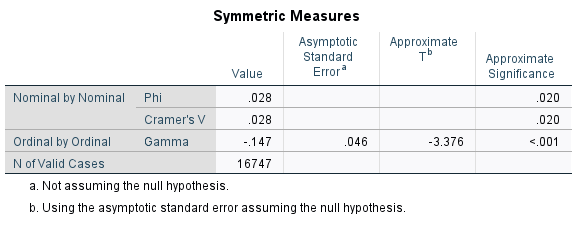 Symmetric Measures
Value Asymptotic Standard Error a Approximate T b Approximate Significance
Nominal by Nominal Phi .028 .020
Cramer's V .028 .020
Ordinal by Ordinal Gamma -.147 .046 -3.376 <.001
N of Valid Cases 16747
a. Not assuming the null hypothesis.
b. Using the asymptotic standard error assuming the null hypothesis.